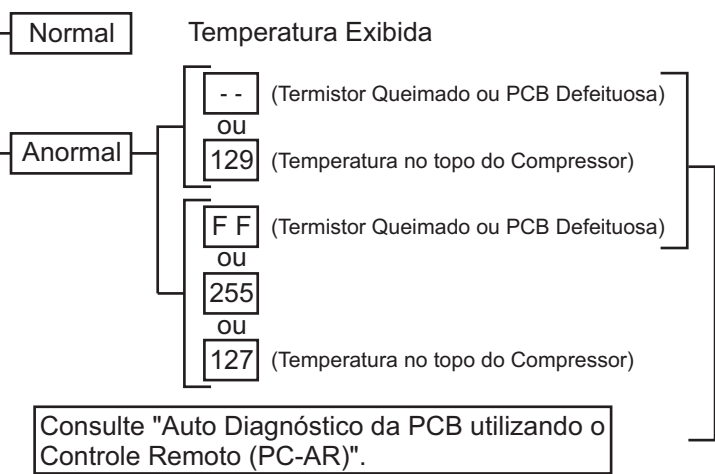 Normal Temperatura Exibida
- - (Termistor Queimado ou PCB Defeituosa)
ou
Anormal 129 (Temperatura no topo do Compressor)
F F (Termistor Queimado ou PCB Defeituosa)
ou
255
ou
127 (Temperatura no topo do Compressor)
Consulte "Auto Diagnóstico da PCB utilizando o
Controle Remoto (PC-AR)".